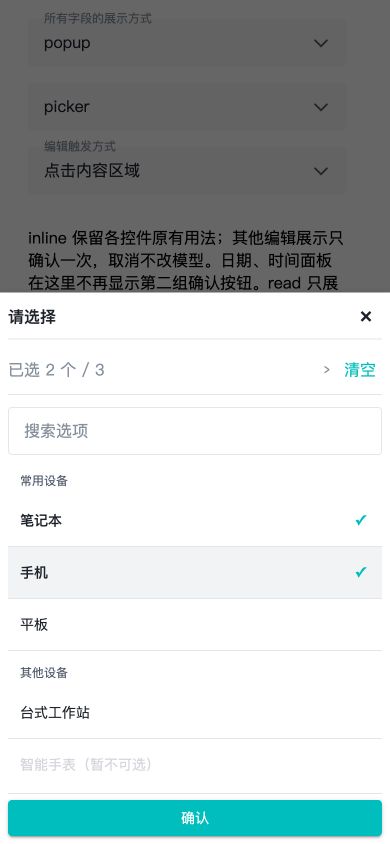 所有字段的展示方式
popup
picker
编辑触发方式
点击内容区域
inline 保留各控件原有用法；其他编辑展示只
确认一次，取消不改模型。日期、时间面板
在这里不再显示第二组确认按钮。read 只展
请选择
已选 2 个 / 3
清空
搜索选项
常用设备
笔记本
手机
平板
其他设备
台式工作站
智能手表（暂不可选）
确认